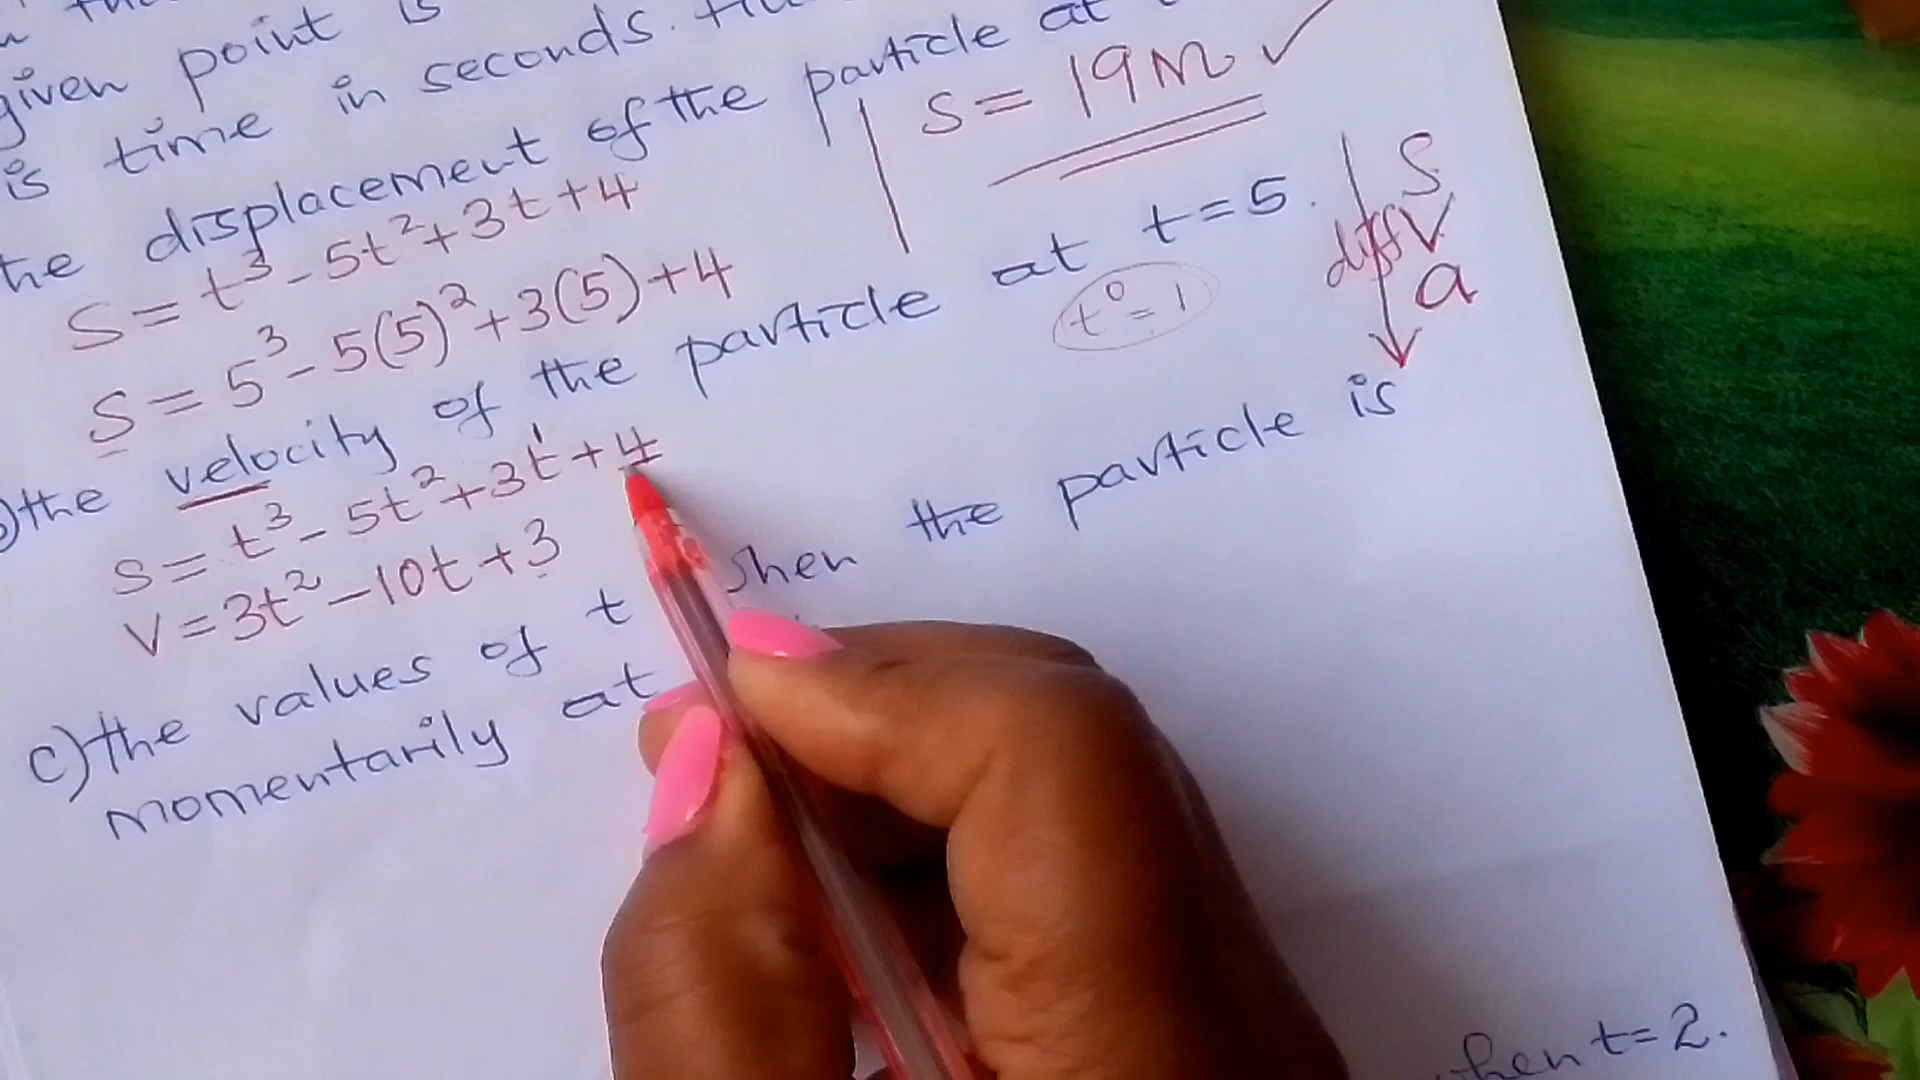 given point is
is time in seconds.
the displacement of the particle at
S = t³ - 5t² + 3t + 4
S = 5³ - 5(5)² + 3(5) + 4
S = 19m ✓
b) the velocity of the particle at t = 5.
t⁰ = 1
S
diff V
a
S = t³ - 5t² + 3t¹ + 4
V = 3t² - 10t + 3
c) the values of t when the particle is
momentarily at
when t = 2.